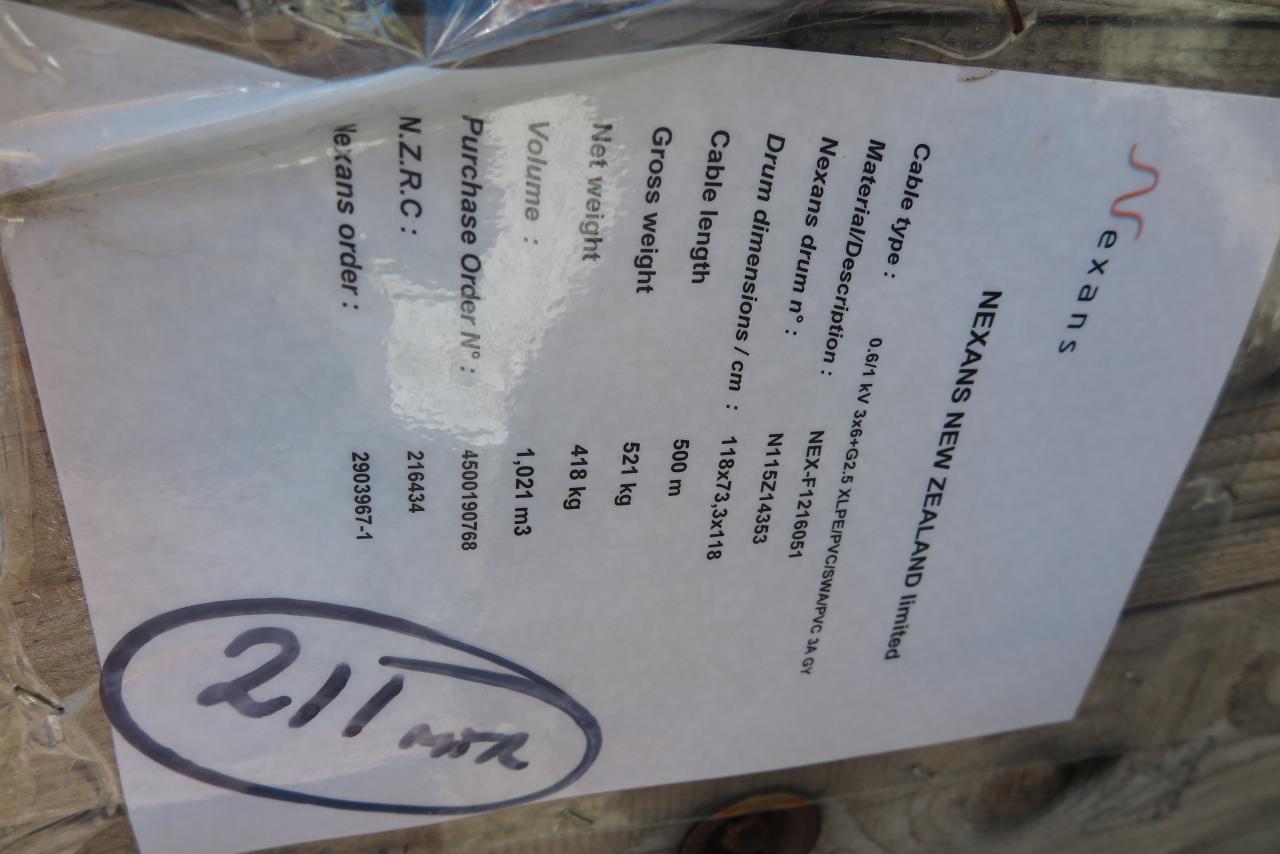 Nexans
NEXANS NEW ZEALAND limited
Cable type : 0.6/1 kV 3x6+G2.5 XLPE/PVC/SWA/PVC 3A GY
Material/Description : NEX-F1216051
Nexans drum n° : N115Z14353
Drum dimensions / cm : 118x73,3x118
Cable length 500 m
Gross weight 521 kg
Net weight 418 kg
Volume : 1,021 m3
Purchase Order N° : 4500190768
N.Z.R.C : 216434
Nexans order : 2903967-1
211